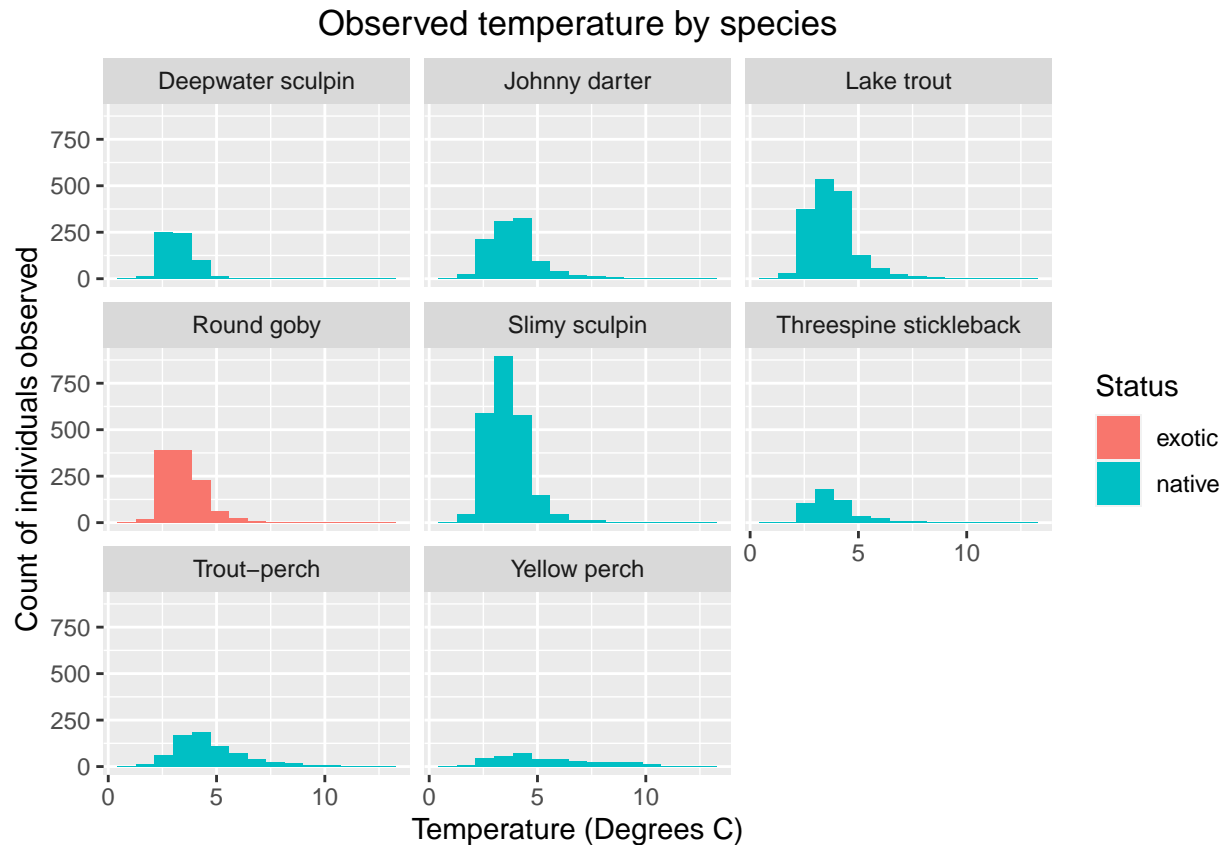 Observed temperature by species
Deepwater sculpin
Johnny darter
Lake trout
750
500
250
0
Round goby
Slimy sculpin
Threespine stickleback
750
500
250
0
0
5
10
Trout−perch
Yellow perch
750
500
250
0
0
5
10
0
5
10
Temperature (Degrees C)
Count of individuals observed
Status
exotic
native